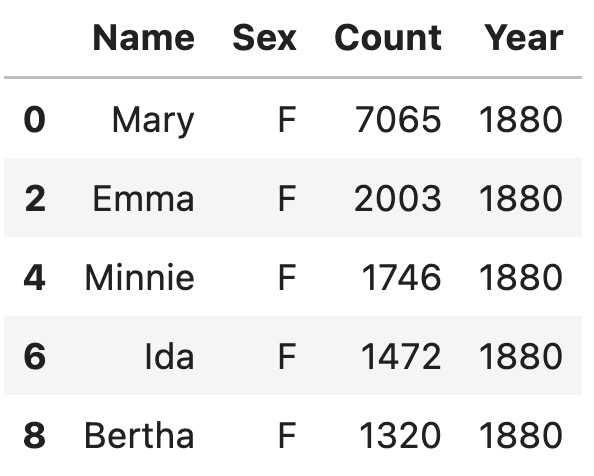 Name Sex Count Year
0 Mary F 7065 1880
2 Emma F 2003 1880
4 Minnie F 1746 1880
6 Ida F 1472 1880
8 Bertha F 1320 1880